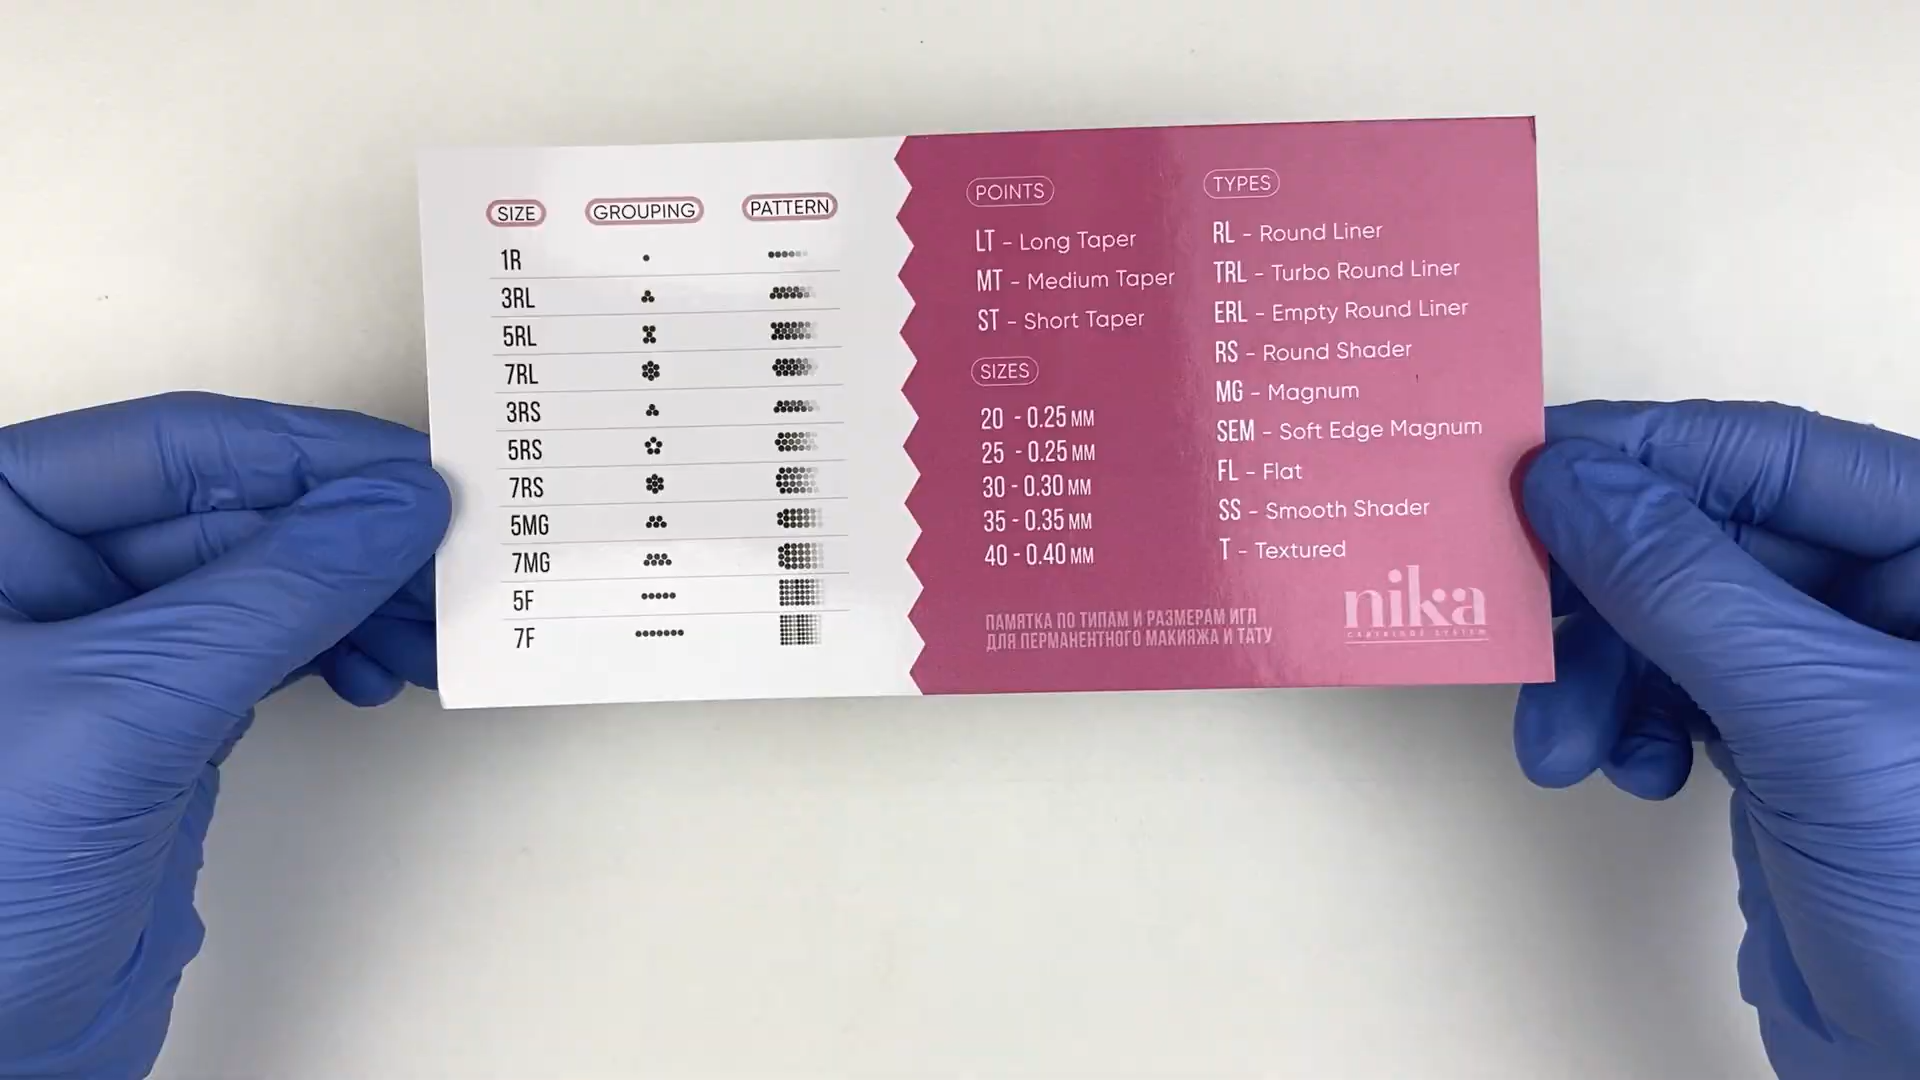 SIZE GROUPING PATTERN
1R
3RL
5RL
7RL
3RS
5RS
7RS
5MG
7MG
5F
7F
POINTS
LT - Long Taper
MT - Medium Taper
ST - Short Taper
SIZES
20 - 0.25 MM
25 - 0.25 MM
30 - 0.30 MM
35 - 0.35 MM
40 - 0.40 MM
TYPES
RL - Round Liner
TRL - Turbo Round Liner
ERL - Empty Round Liner
RS - Round Shader
MG - Magnum
SEM - Soft Edge Magnum
FL - Flat
SS - Smooth Shader
T - Textured
ПАМЯТКА ПО ТИПАМ И РАЗМЕРАМ ИГЛ
ДЛЯ ПЕРМАНЕНТНОГО МАКИЯЖА И ТАТУ
nika
CARTRIDGE SYSTEM